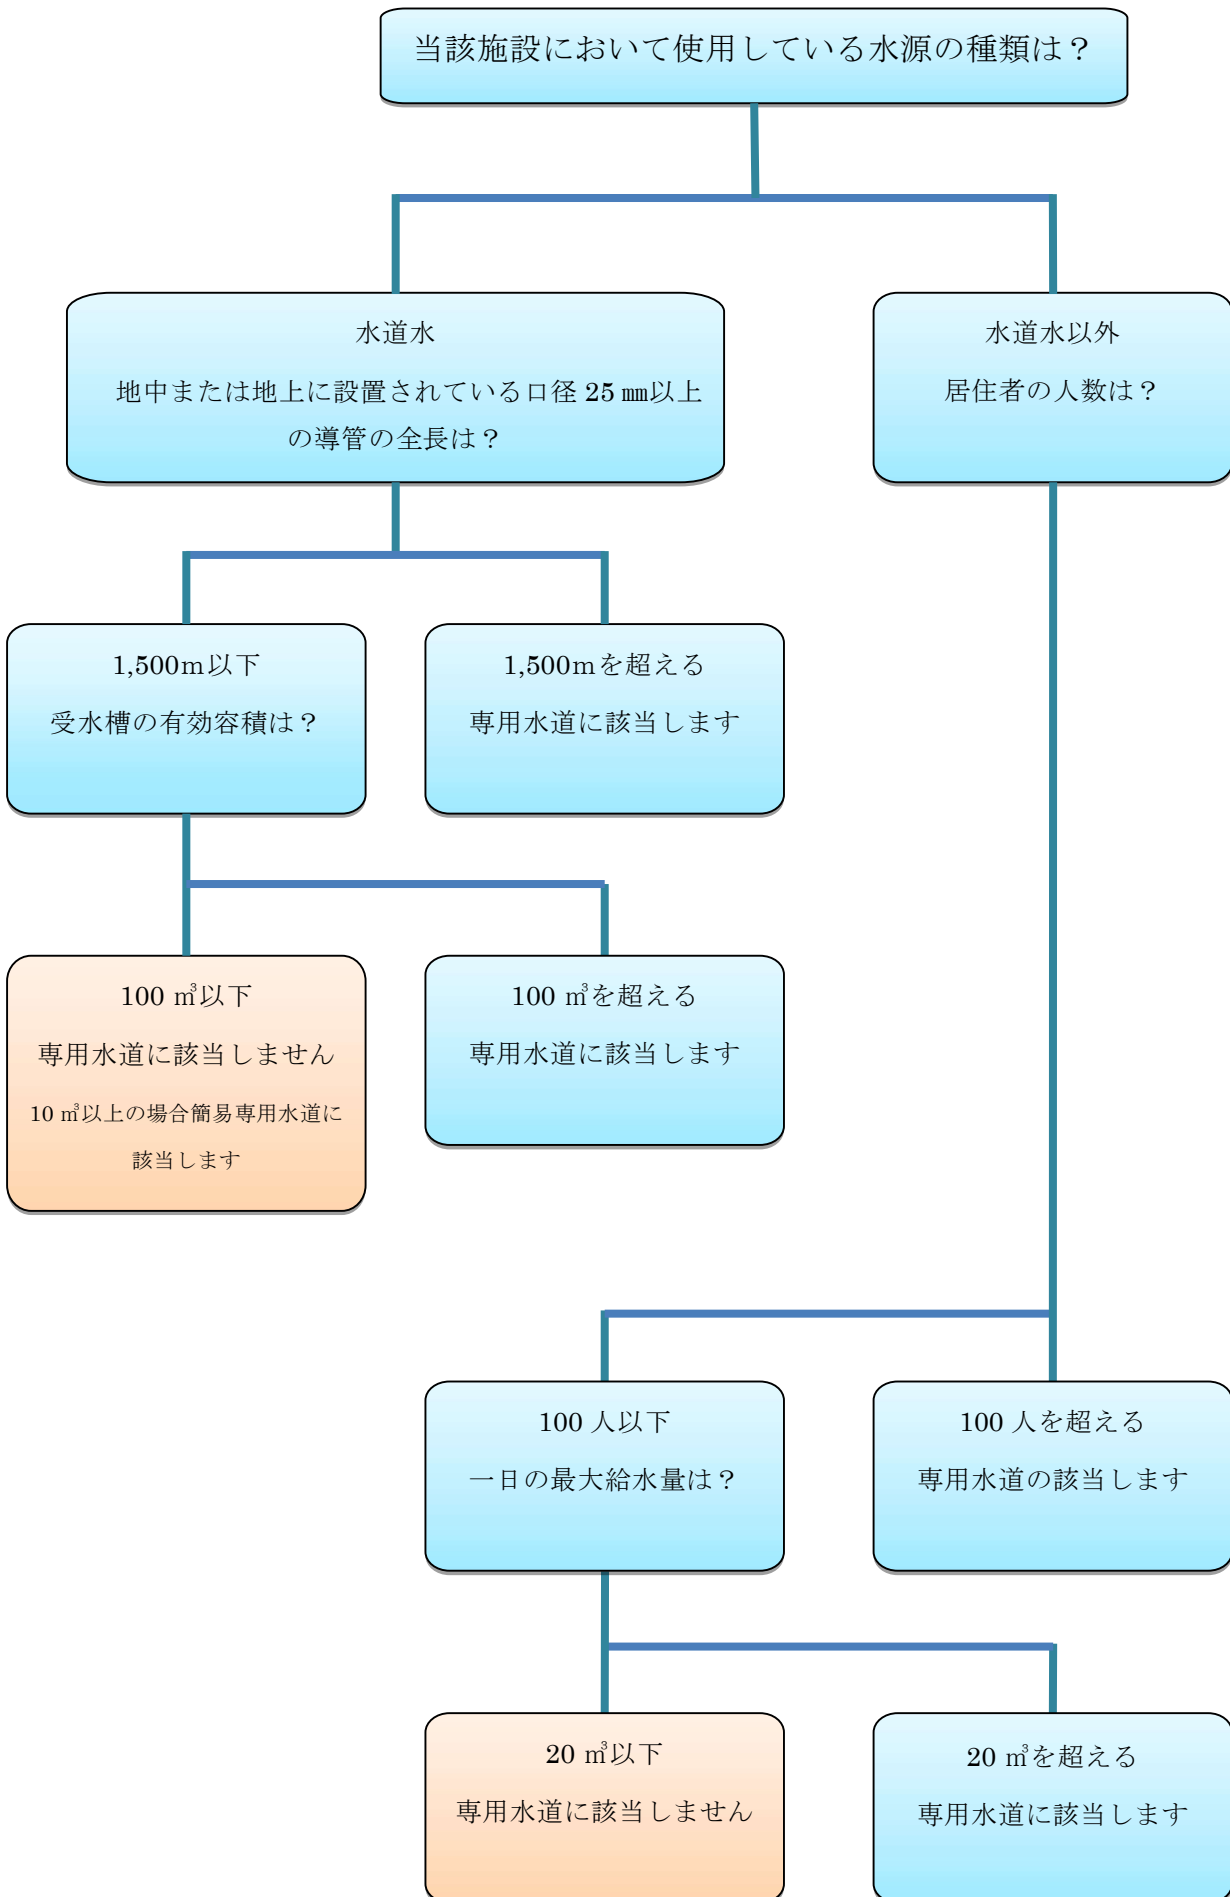 当該施設において使用している水源の種類は？
水道水
地中または地上に設置されている口径 25 ㎜以上
の導管の全長は？
水道水以外
居住者の人数は？
1,500ｍ以下
受水槽の有効容積は？
1,500ｍを超える
専用水道に該当します
100 ㎥以下
専用水道に該当しません
10 ㎥以上の場合簡易専用水道に
該当します
100 ㎥を超える
専用水道に該当します
100 人以下
一日の最大給水量は？
100 人を超える
専用水道の該当します
20 ㎥以下
専用水道に該当しません
20 ㎥を超える
専用水道に該当します